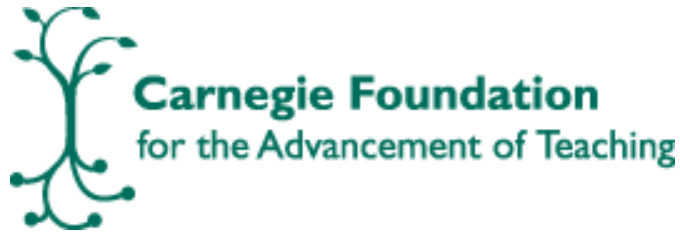 Carnegie Foundation
for the Advancement of Teaching